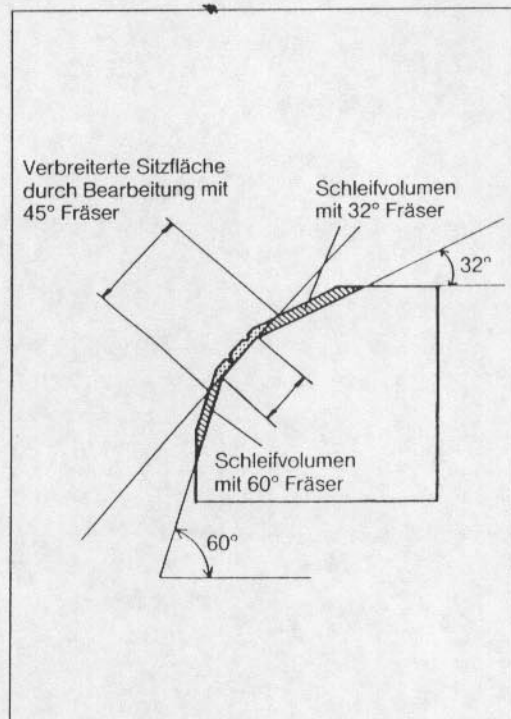 Verbreiterte Sitzfläche
durch Bearbeitung mit
45° Fräser
Schleifvolumen
mit 32° Fräser
32°
Schleifvolumen
mit 60° Fräser
60°